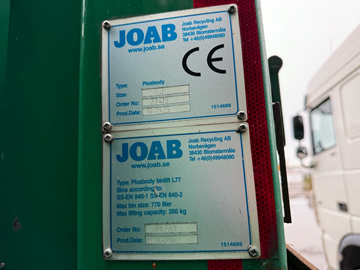 JOAB
www.joab.se
Joab Recycling AB
Norbavägen
38430 Blomstermåla
Tel +46(0)49948080
CE
Type: Plusbody
Size:
Order No:
Prod.Date:
1514689
JOAB
www.joab.se
Joab Recycling AB
Norbavägen
38430 Blomstermåla
Tel +46(0)49948080
Type: Plusbody binlift L77
Bins according to:
SS-EN 840-1 SS-EN 840-2
Max bin size: 770 liter
Max lifting capacity: 350 kg
Order No:
Prod.Date:
1514689